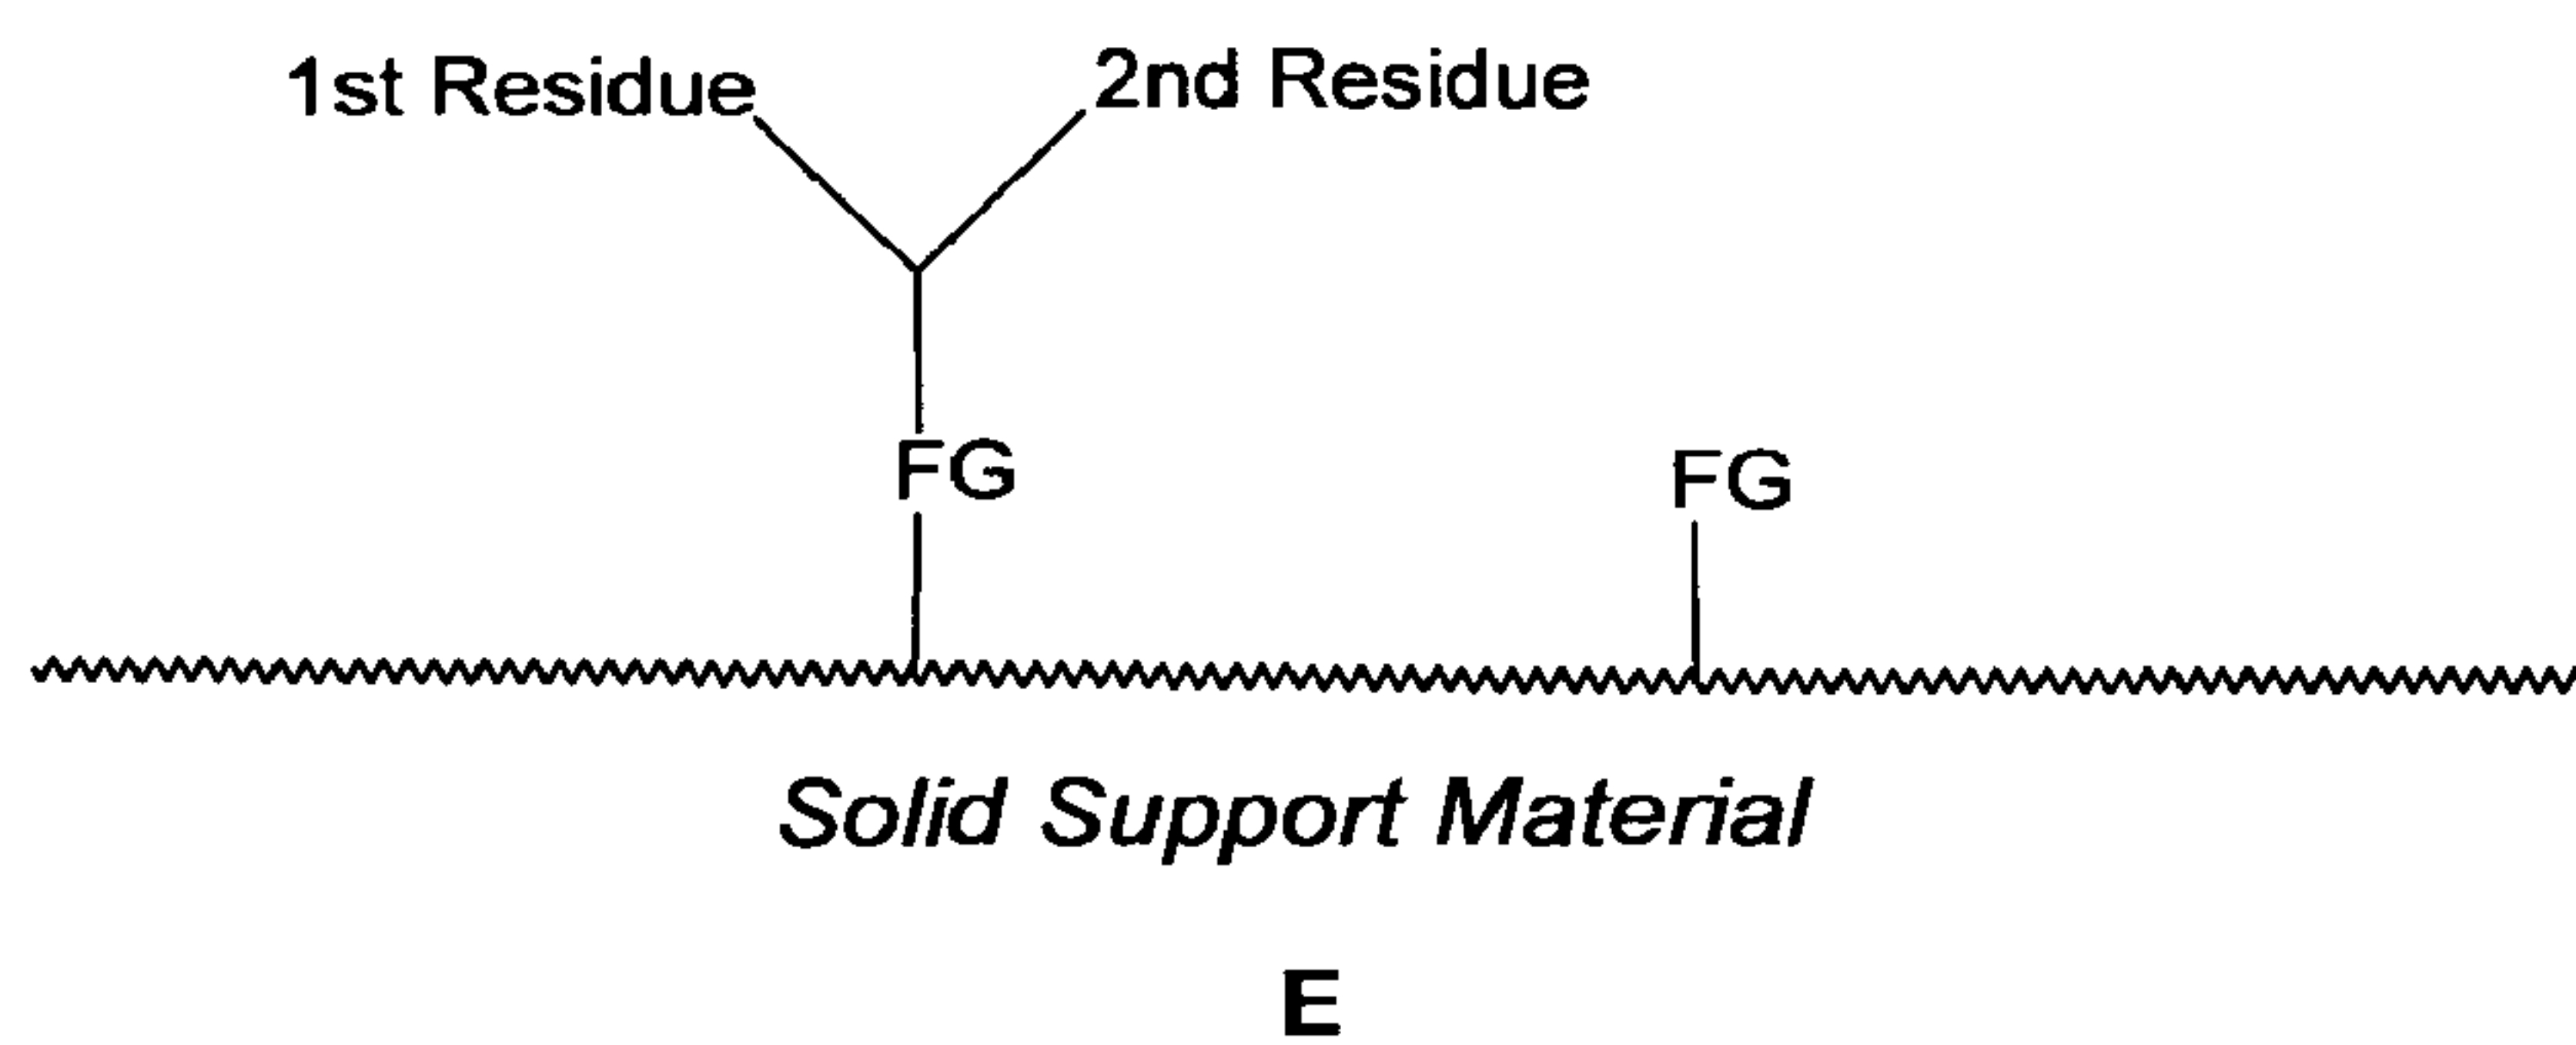 1st Residue 2nd Residue
FG FG
Solid Support Material
E